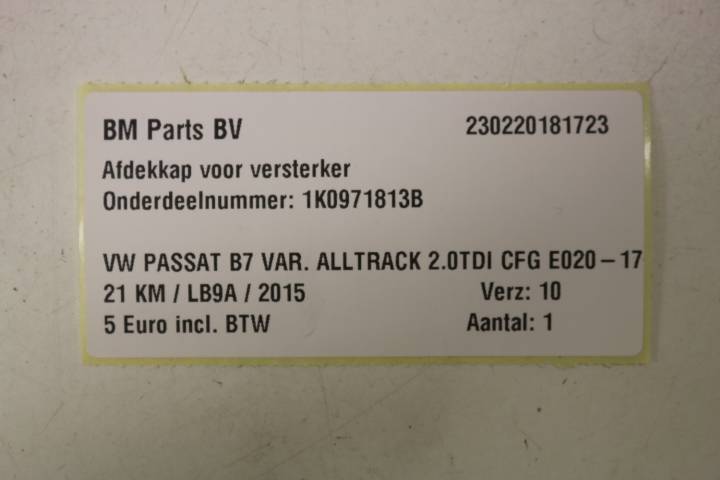 BM Parts BV 230220181723
Afdekkap voor versterker
Onderdeelnummer: 1K0971813B
VW PASSAT B7 VAR. ALLTRACK 2.0TDI CFG E020-17
21 KM / LB9A / 2015 Verz: 10
5 Euro incl. BTW Aantal: 1